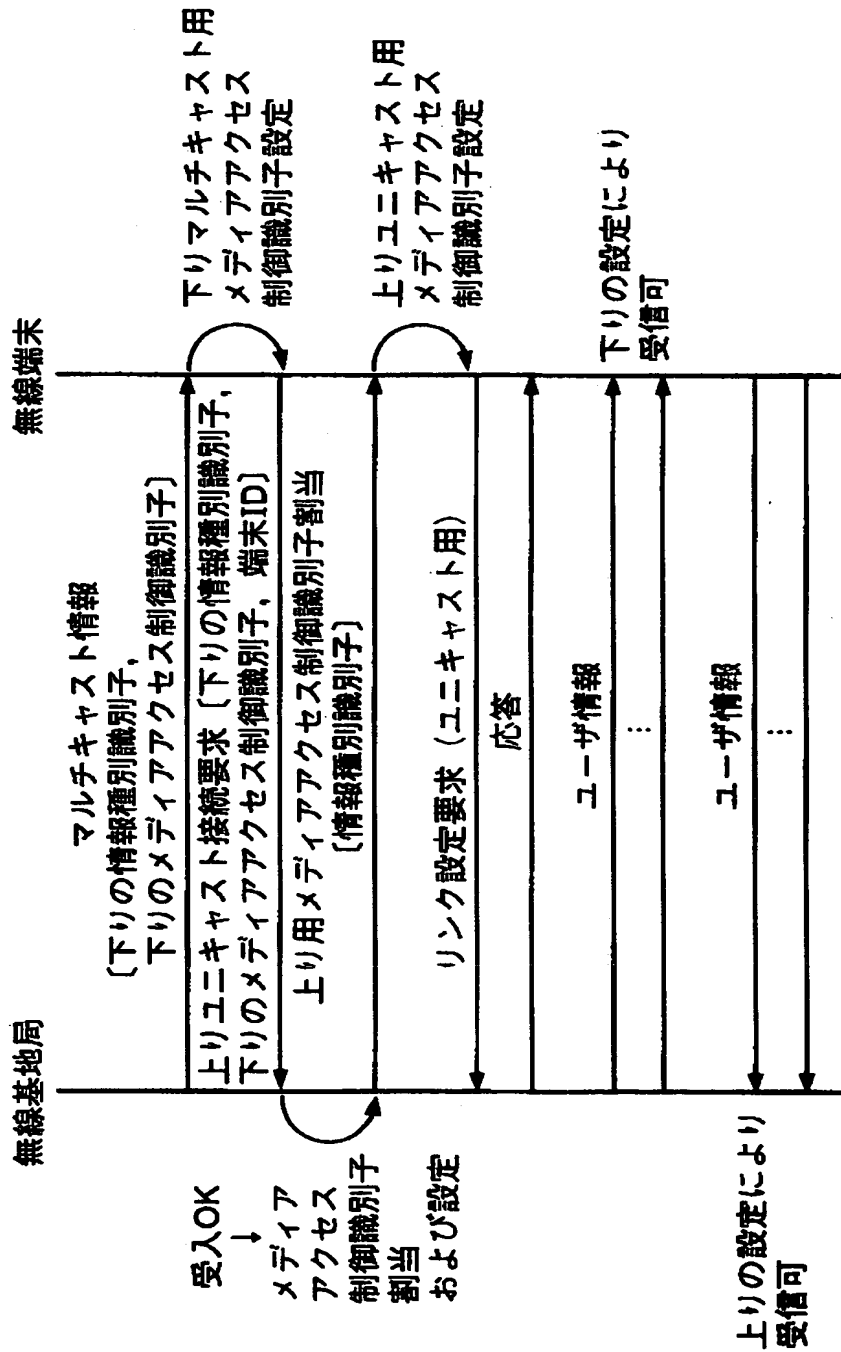 無線基地局
無線端末
マルチキャスト情報
〔下りの情報種別識別子,
下りのメディアアクセス制御識別子〕
下りマルチキャスト用
メディアアクセス
制御識別子設定
上りユニキャスト接続要求〔下りの情報種別識別子,
下りのメディアアクセス制御識別子, 端末ID〕
受入OK
→
メディア
アクセス
制御識別子
割当
および設定
上り用メディアアクセス制御識別子割当
〔情報種別識別子〕
上りユニキャスト用
メディアアクセス
制御識別子設定
リンク設定要求（ユニキャスト用）
応答
ユーザ情報
…
下りの設定により
受信可
ユーザ情報
…
上りの設定により
受信可